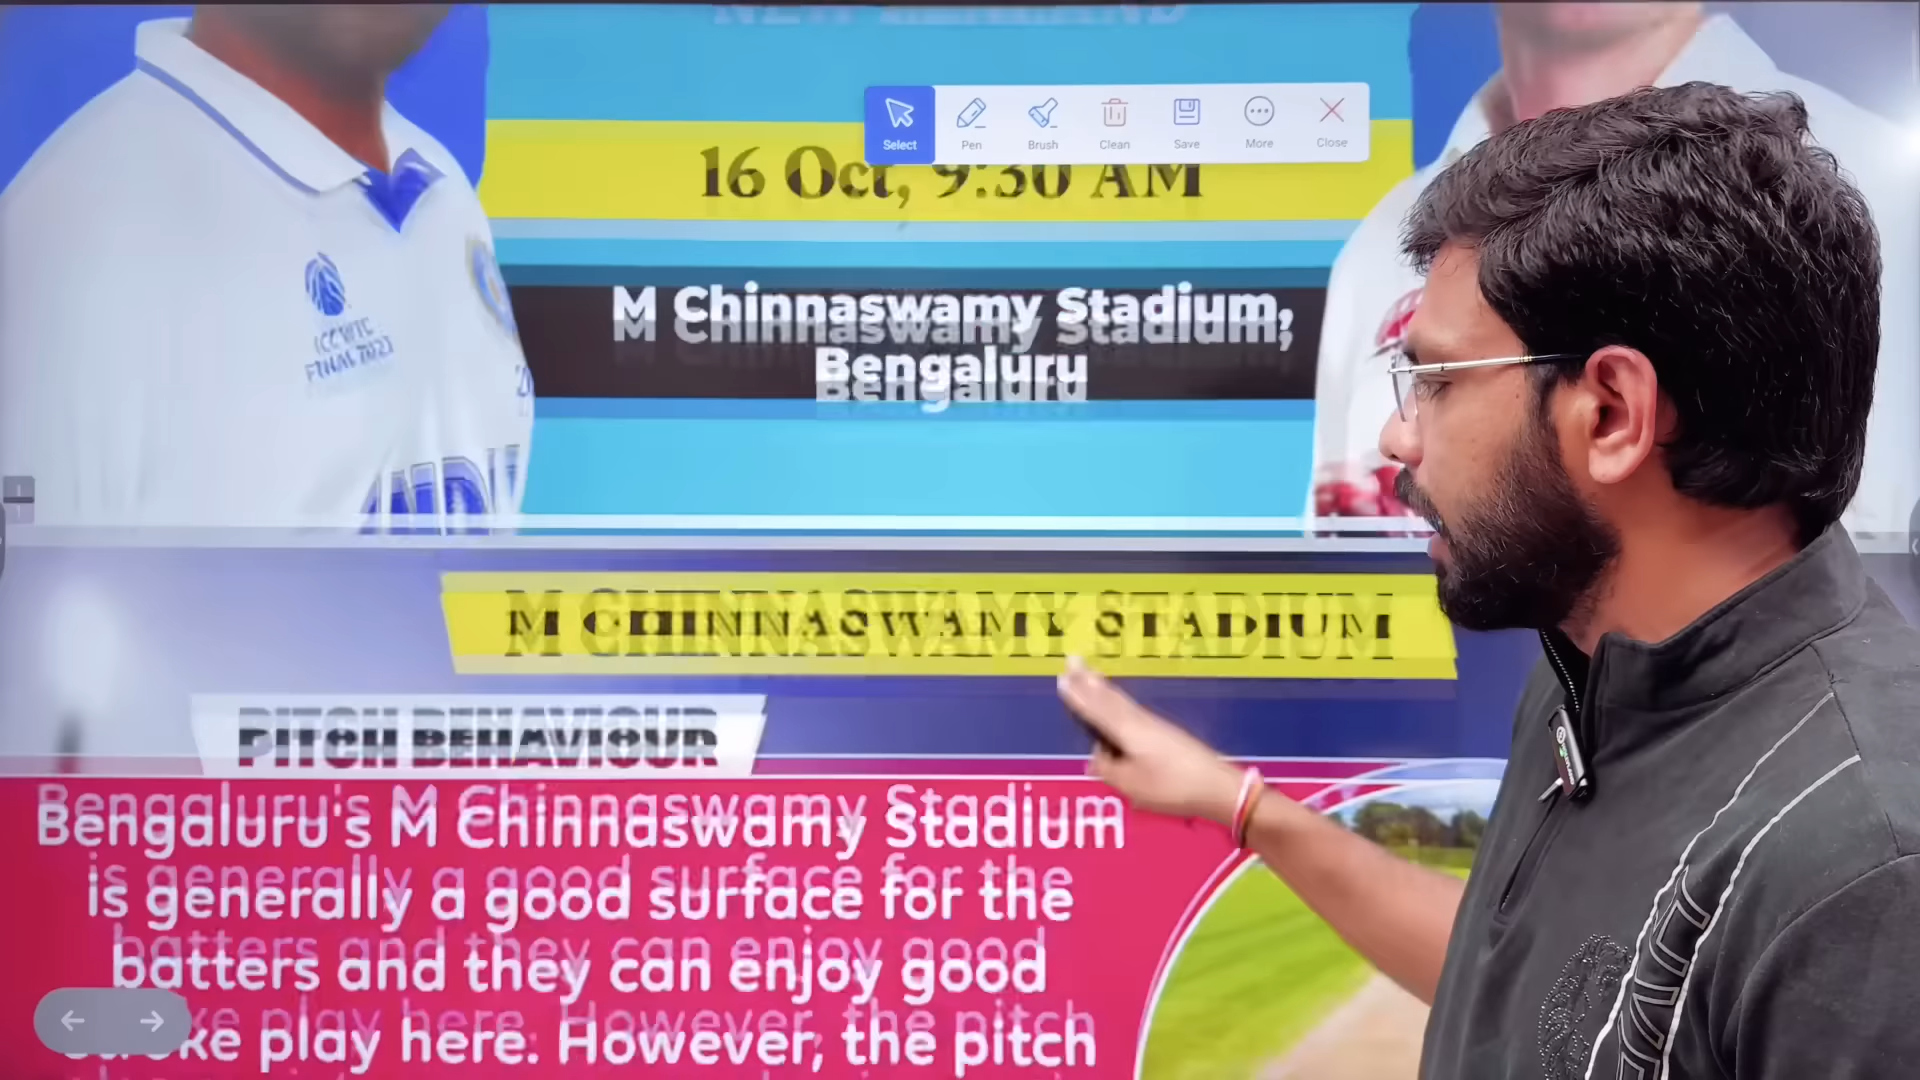 Select Pen Brush Clean Save More Close
16 Oct, 9:30 AM
M Chinnaswamy Stadium,
Bengaluru
ICC WTC
FINAL 2023
M CHINNASWAMY STADIUM
PITCH BEHAVIOUR
Bengaluru's M Chinnaswamy Stadium
is generally a good surface for the
batters and they can enjoy good
play here. However, the pitch